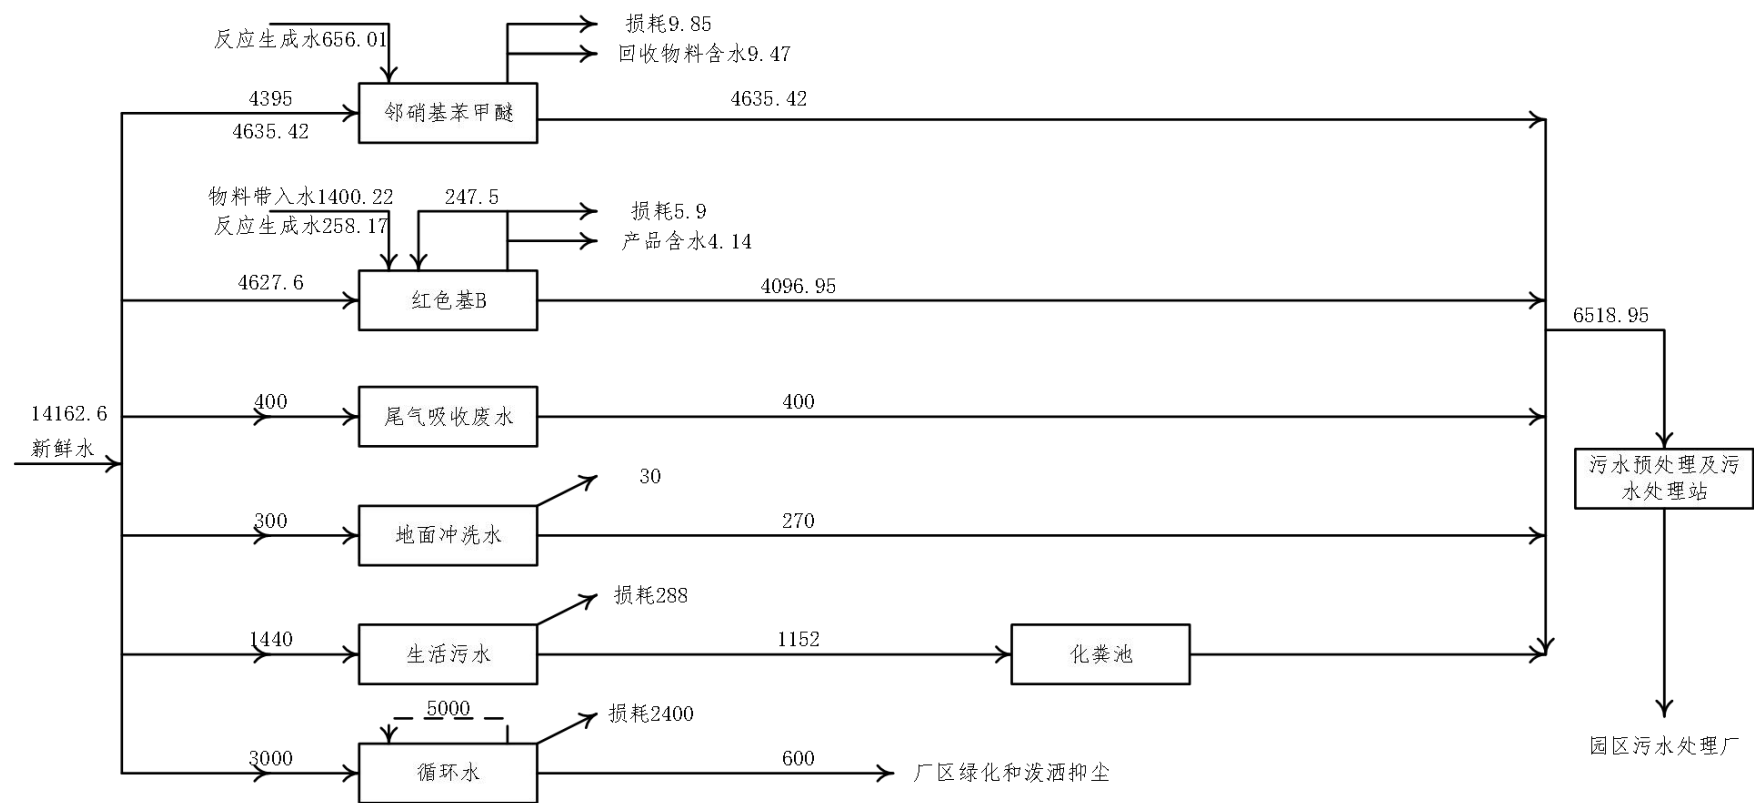 反应生成水656.01
损耗9.85
回收物料含水9.47
4395
4635.42
邻硝基苯甲醚
4635.42
物料带入水1400.22
反应生成水258.17
247.5
损耗5.9
产品含水4.14
4627.6
红色基B
4096.95
6518.95
14162.6
新鲜水
400
尾气吸收废水
400
污水预处理及污
水处理站
30
300
地面冲洗水
270
损耗288
1440
生活污水
1152
化粪池
5000
损耗2400
3000
循环水
600
厂区绿化和泼洒抑尘
园区污水处理厂